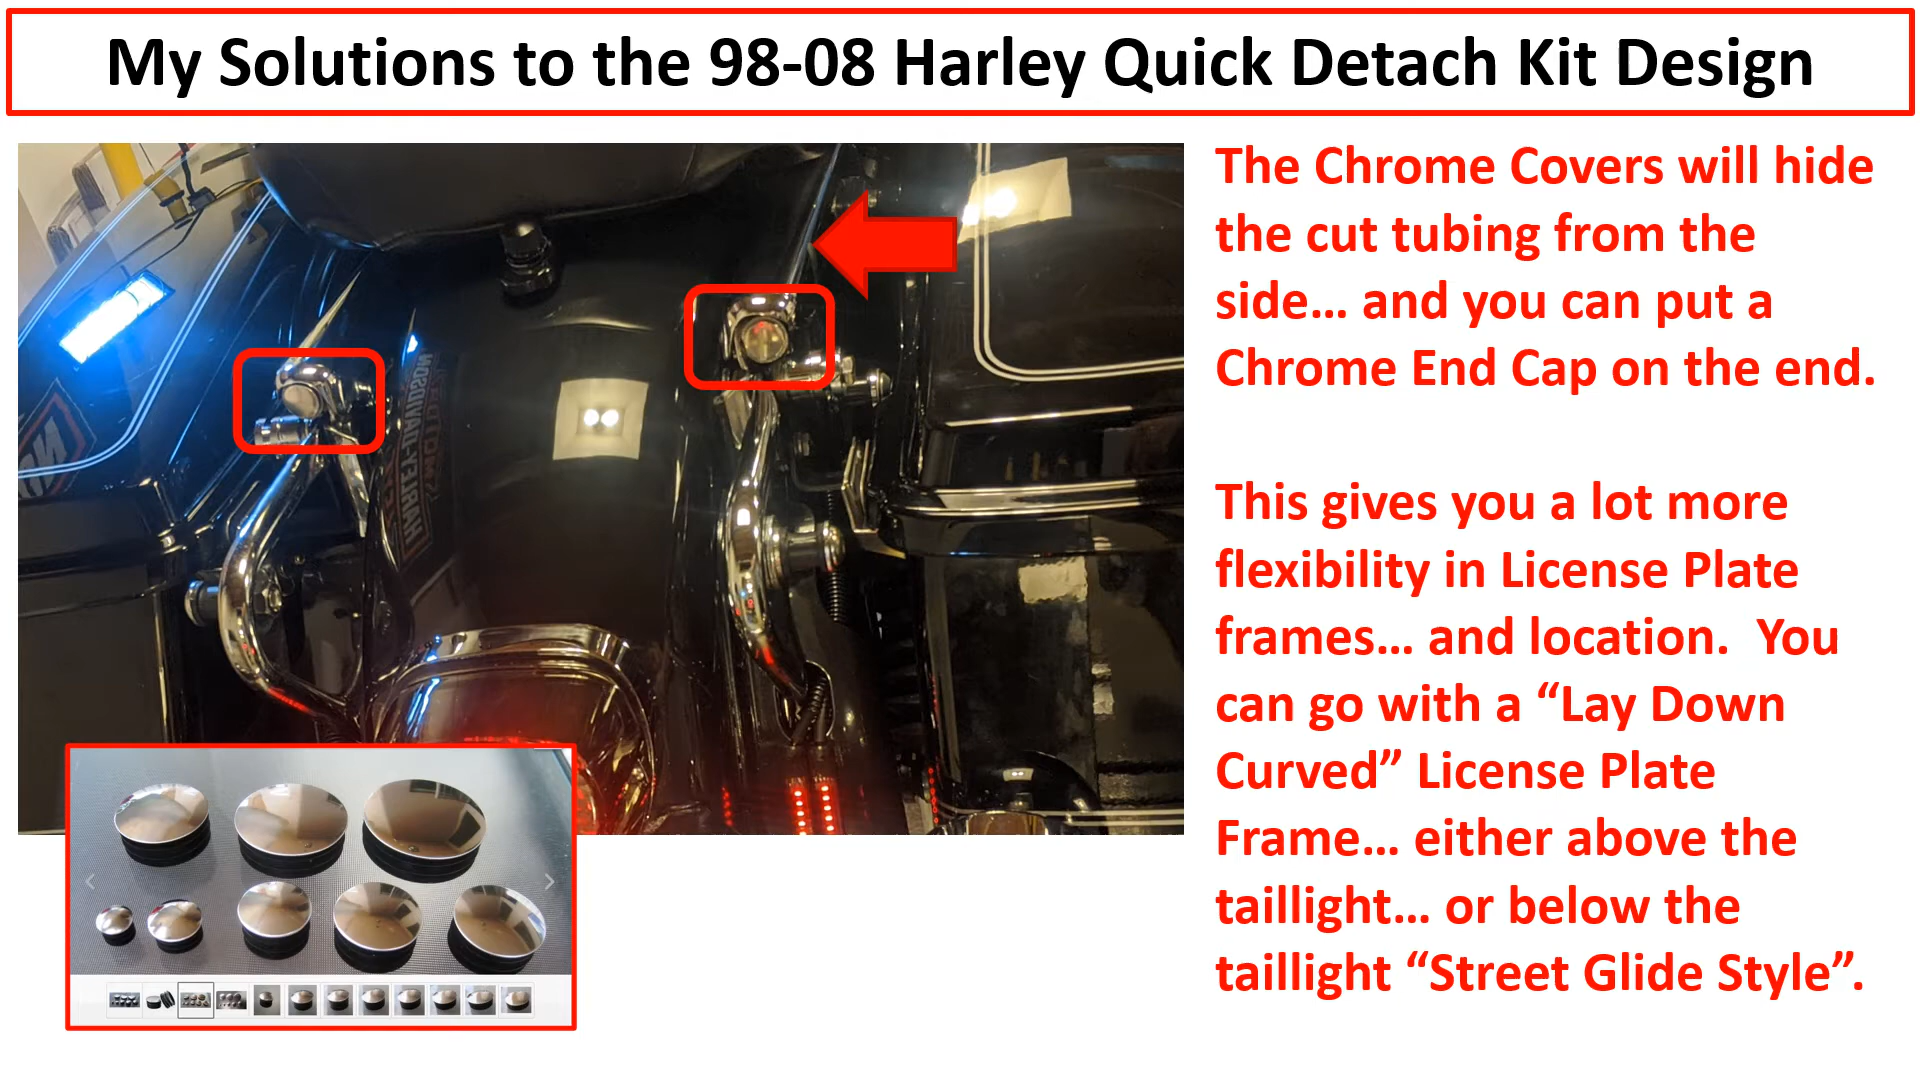 My Solutions to the 98-08 Harley Quick Detach Kit Design
The Chrome Covers will hide
the cut tubing from the
side... and you can put a
Chrome End Cap on the end.
This gives you a lot more
flexibility in License Plate
frames... and location.  You
can go with a “Lay Down
Curved” License Plate
Frame... either above the
taillight... or below the
taillight “Street Glide Style”.
HARLEY-DAVIDSON